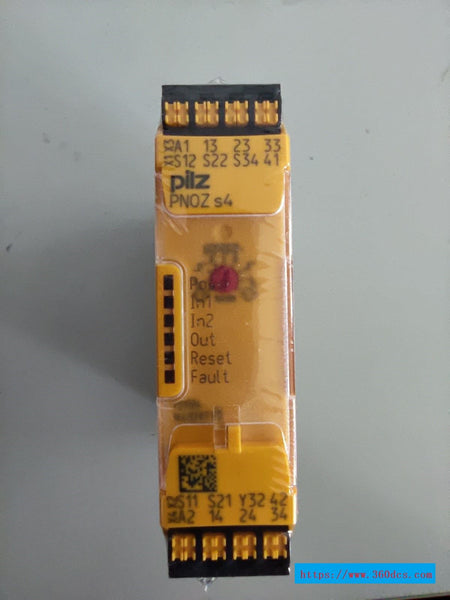 A1 13 23 33
S12 S22 S34 41
pilz
PNOZ s4
Power
In1
In2
Out
Reset
Fault
S11 S21 Y32 42
A2 14 24 34
https://www.360dcs.com